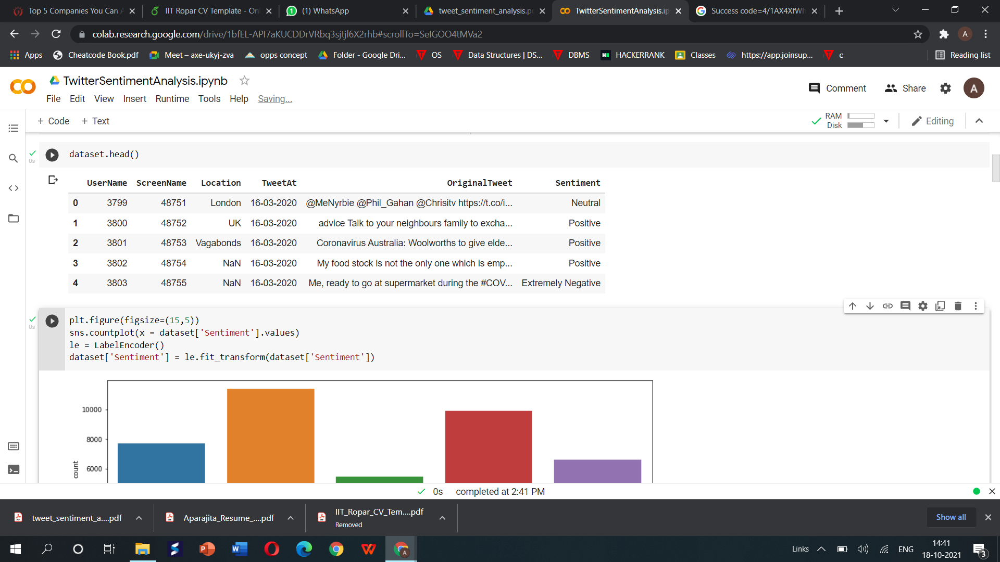 Top 5 Companies You Can A
IIT Ropar CV Template - Onl
(1) WhatsApp
tweet_sentiment_analysis.pd
TwitterSentimentAnalysis.ip
Success code=4/1AX4XfWh
colab.research.google.com/drive/1bfEL-API7aKUCDDrVRbq3sjtjl6X2rhb#scrollTo=SelGOO4tMVa2
A
Apps
Cheatcode Book.pdf
Meet – axe-ukyj-zva
opps concept
Folder - Google Dri...
OS
Data Structures | DS...
DBMS
HACKERRANK
Classes
https://app.joinsup...
c
Reading list
TwitterSentimentAnalysis.ipynb
File Edit View Insert Runtime Tools Help Saving...
Comment
Share
A
+ Code + Text
RAM
Disk
Editing
0s
dataset.head()
UserName ScreenName Location TweetAt OriginalTweet Sentiment
0 3799 48751 London 16-03-2020 @MeNyrbie @Phil_Gahan @Chrisitv https://t.co/i... Neutral
1 3800 48752 UK 16-03-2020 advice Talk to your neighbours family to excha... Positive
2 3801 48753 Vagabonds 16-03-2020 Coronavirus Australia: Woolworths to give elde... Positive
3 3802 48754 NaN 16-03-2020 My food stock is not the only one which is emp... Positive
4 3803 48755 NaN 16-03-2020 Me, ready to go at supermarket during the #COV... Extremely Negative
0s
plt.figure(figsize=(15,5))
sns.countplot(x = dataset['Sentiment'].values)
le = LabelEncoder()
dataset['Sentiment'] = le.fit_transform(dataset['Sentiment'])
10000
8000
6000
count
0s completed at 2:41 PM
tweet_sentiment_a....pdf
Aparajita_Resume_....pdf
IIT_Ropar_CV_Tem....pdf
Removed
Show all
Links
ENG
14:41
18-10-2021
3